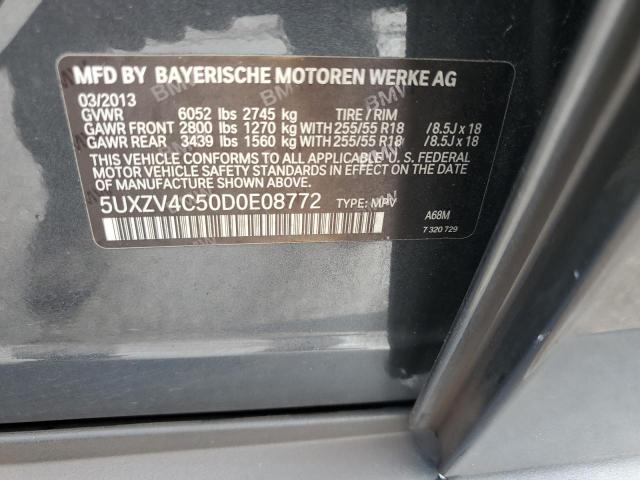 MFD BY BAYERISCHE MOTOREN WERKE AG
03/2013
GVWR 6052 lbs 2745 kg TIRE / RIM
GAWR FRONT 2800 lbs 1270 kg WITH 255/55 R18 /8.5J x 18
GAWR REAR 3439 lbs 1560 kg WITH 255/55 R18 /8.5J x 18
THIS VEHICLE CONFORMS TO ALL APPLICABLE U. S. FEDERAL
MOTOR VEHICLE SAFETY STANDARDS IN EFFECT ON THE DATE
OF MANUFACTURE SHOWN ABOVE.
5UXZV4C50D0E08772 TYPE: MPV
A68M
7 320 729